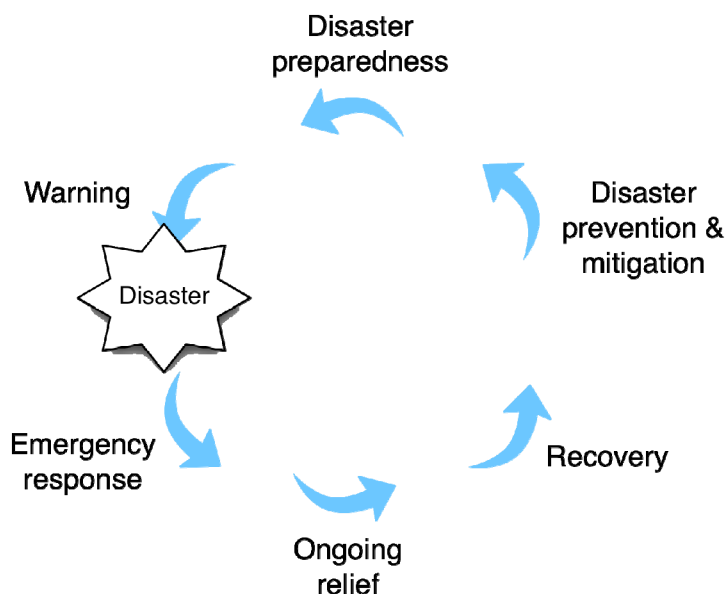 Disaster
preparedness
Warning
Disaster
prevention &
mitigation
Disaster
Emergency
response
Recovery
Ongoing
relief